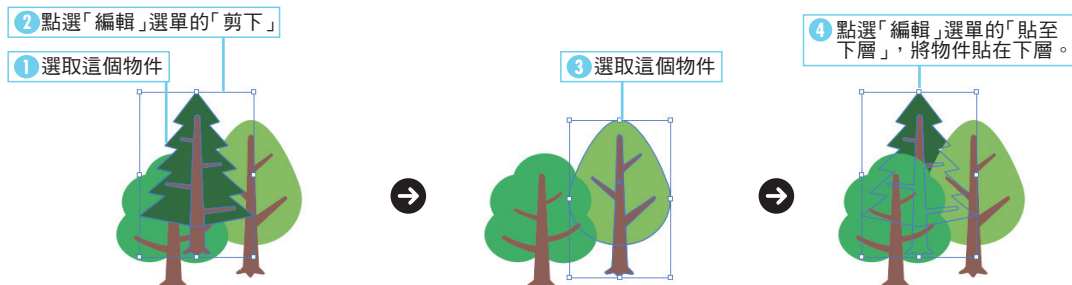 ❷ 點選「編輯」選單的「剪下」
❶ 選取這個物件
❸ 選取這個物件
❹ 點選「編輯」選單的「貼至
下層」，將物件貼在下層。